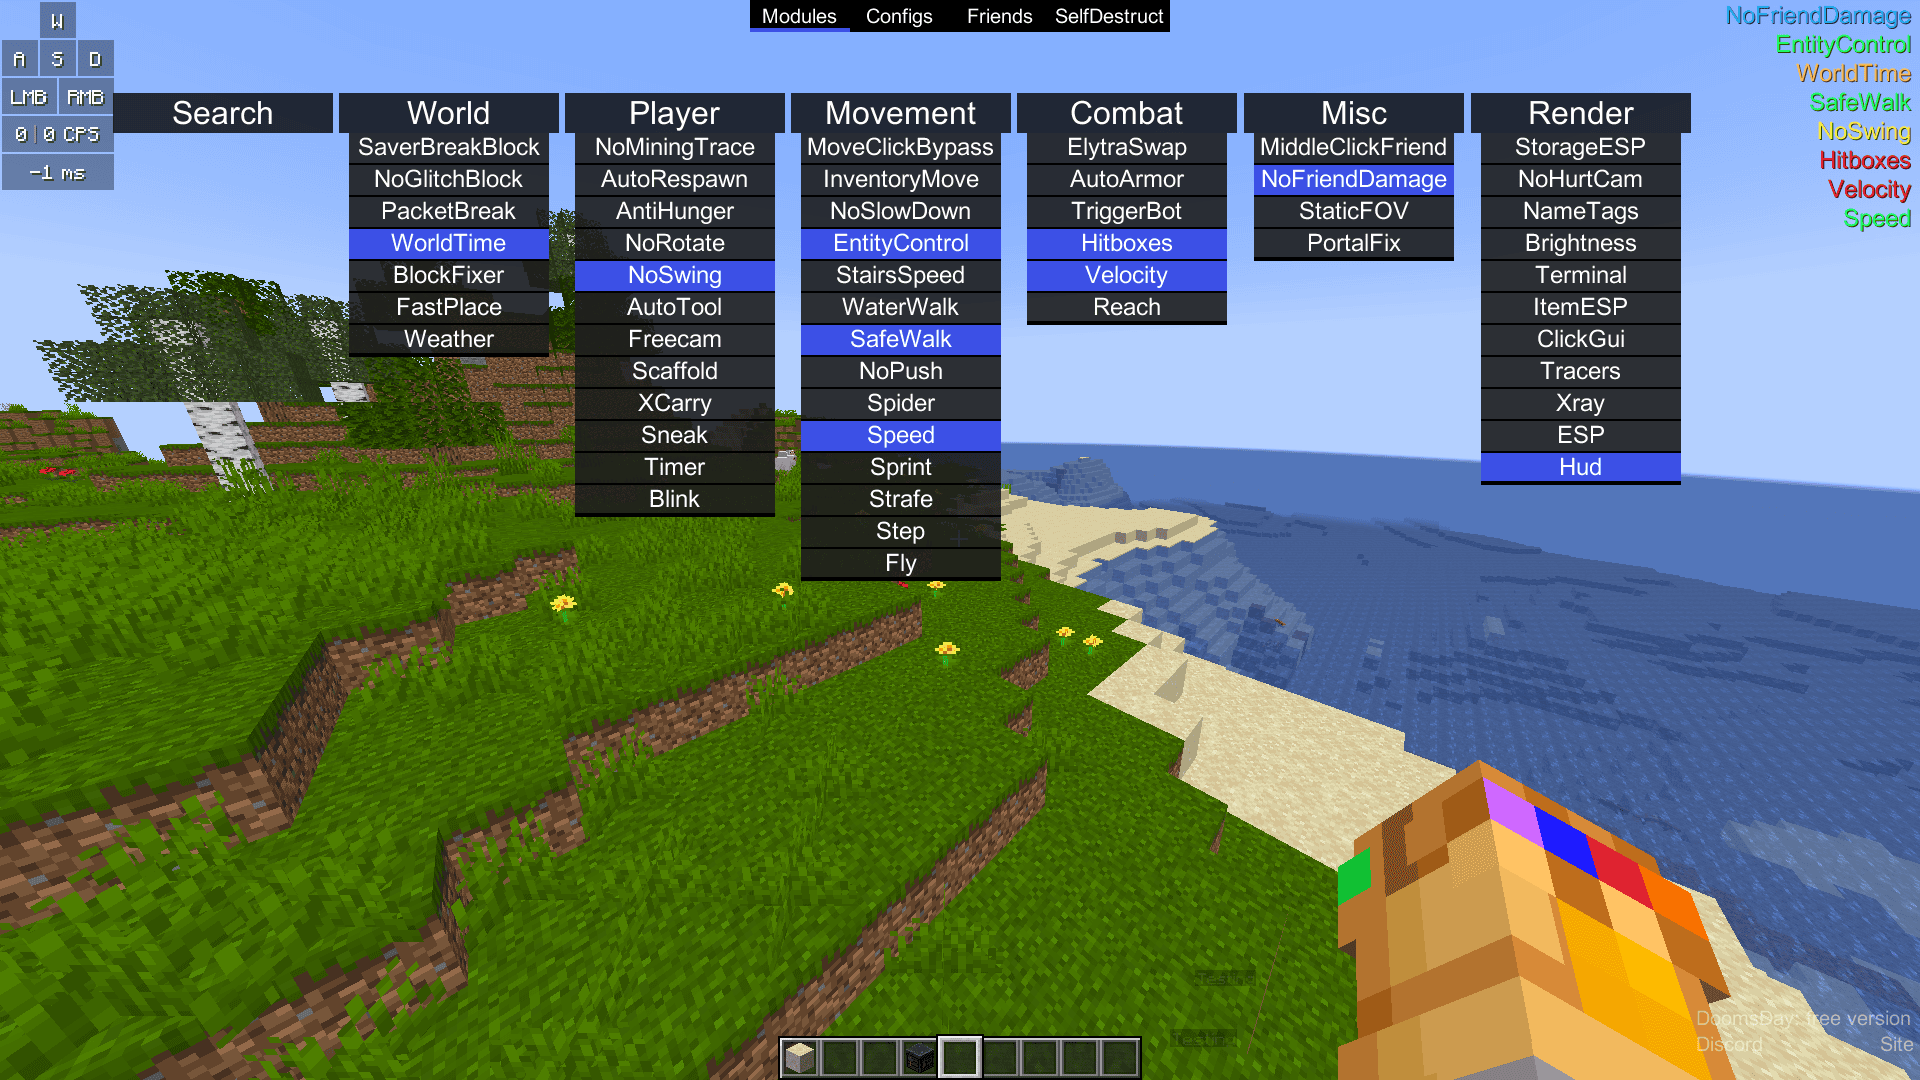 W
A S D
LMB RMB
0|0 CPS
-1 ms
Modules Configs Friends SelfDestruct
Search
World
SaverBreakBlock
NoGlitchBlock
PacketBreak
WorldTime
BlockFixer
FastPlace
Weather
Player
NoMiningTrace
AutoRespawn
AntiHunger
NoRotate
NoSwing
AutoTool
Freecam
Scaffold
XCarry
Sneak
Timer
Blink
Movement
MoveClickBypass
InventoryMove
NoSlowDown
EntityControl
StairsSpeed
WaterWalk
SafeWalk
NoPush
Spider
Speed
Sprint
Strafe
Step
Fly
Combat
ElytraSwap
AutoArmor
TriggerBot
Hitboxes
Velocity
Reach
Misc
MiddleClickFriend
NoFriendDamage
StaticFOV
PortalFix
Render
StorageESP
NoHurtCam
NameTags
Brightness
Terminal
ItemESP
ClickGui
Tracers
Xray
ESP
Hud
NoFriendDamage
EntityControl
WorldTime
SafeWalk
NoSwing
Hitboxes
Velocity
Speed
Testing
Testing
DoomsDay: free version
Discord Site